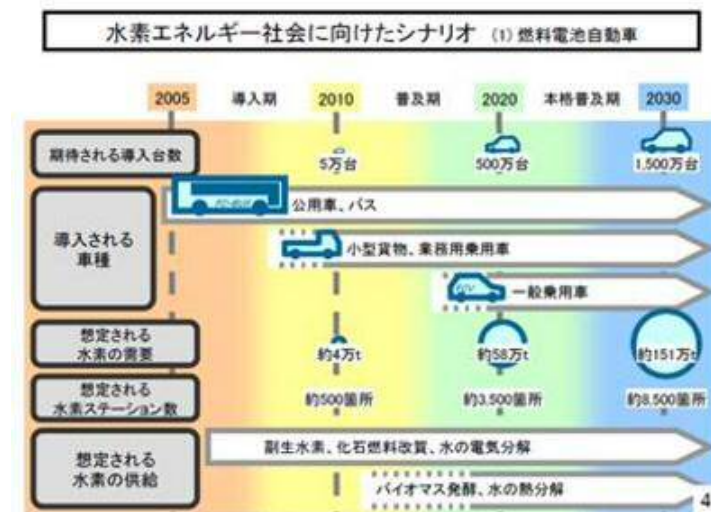 水素エネルギー社会に向けたシナリオ (1) 燃料電池自動車
2005 導入期 2010 普及期 2020 本格普及期 2030
期待される導入台数
5万台 500万台 1,500万台
導入される
車種
公用車、バス
小型貨物、業務用乗用車
FCV
一般乗用車
想定される
水素の需要
約4万t 約58万t 約151万t
想定される
水素ステーション数
約500箇所 約3,500箇所 約8,500箇所
想定される
水素の供給
副生水素、化石燃料改質、水の電気分解
バイオマス発酵、水の熱分解
4